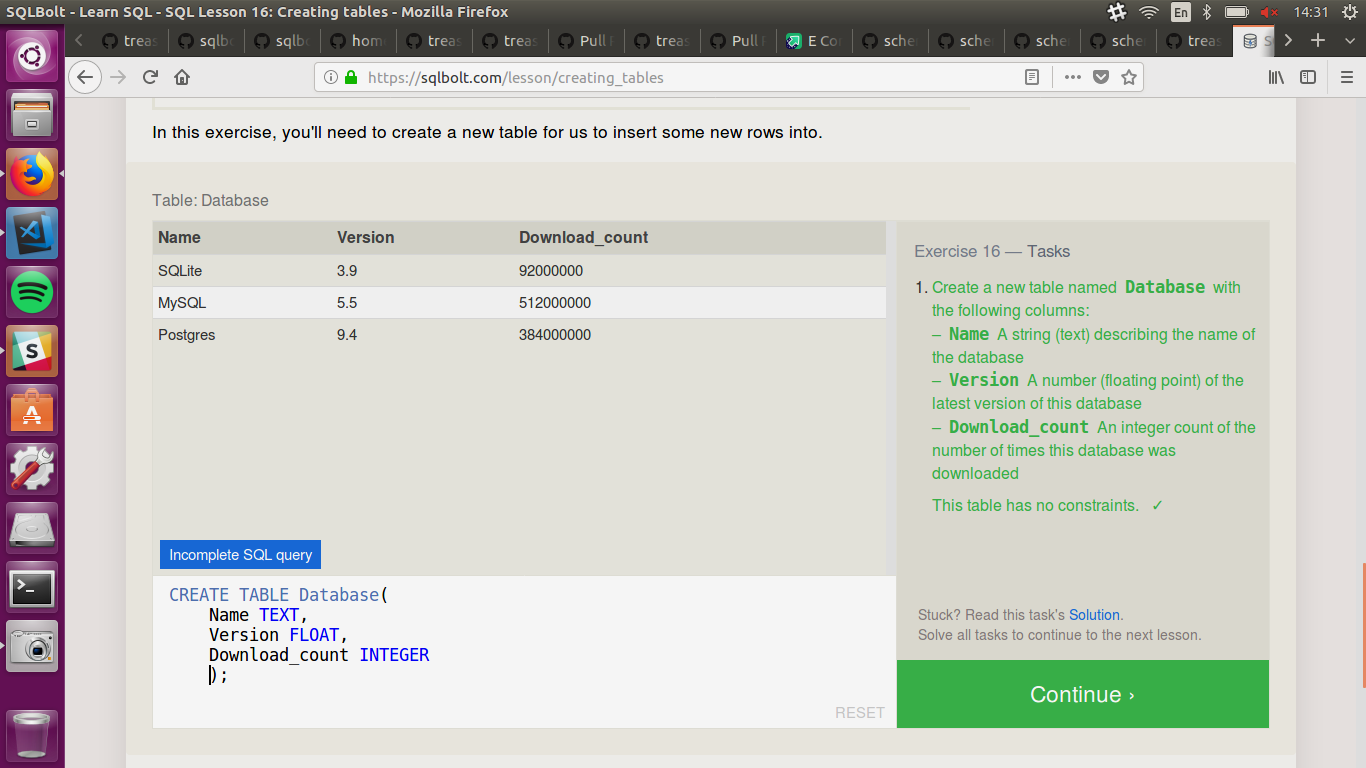 SQLBolt - Learn SQL - SQL Lesson 16: Creating tables - Mozilla Firefox
En
14:31
treas
sqlb
sqlb
hom
treas
treas
Pull
treas
Pull
E Co
sche
sche
sche
sche
treas
S
https://sqlbolt.com/lesson/creating_tables
In this exercise, you'll need to create a new table for us to insert some new rows into.
Table: Database
Name Version Download_count
SQLite 3.9 92000000
MySQL 5.5 512000000
Postgres 9.4 384000000
Incomplete SQL query
CREATE TABLE Database(
Name TEXT,
Version FLOAT,
Download_count INTEGER
);
RESET
Exercise 16 — Tasks
1. Create a new table named Database with
the following columns:
– Name A string (text) describing the name of
the database
– Version A number (floating point) of the
latest version of this database
– Download_count An integer count of the
number of times this database was
downloaded
This table has no constraints. ✓
Stuck? Read this task's Solution.
Solve all tasks to continue to the next lesson.
Continue ›